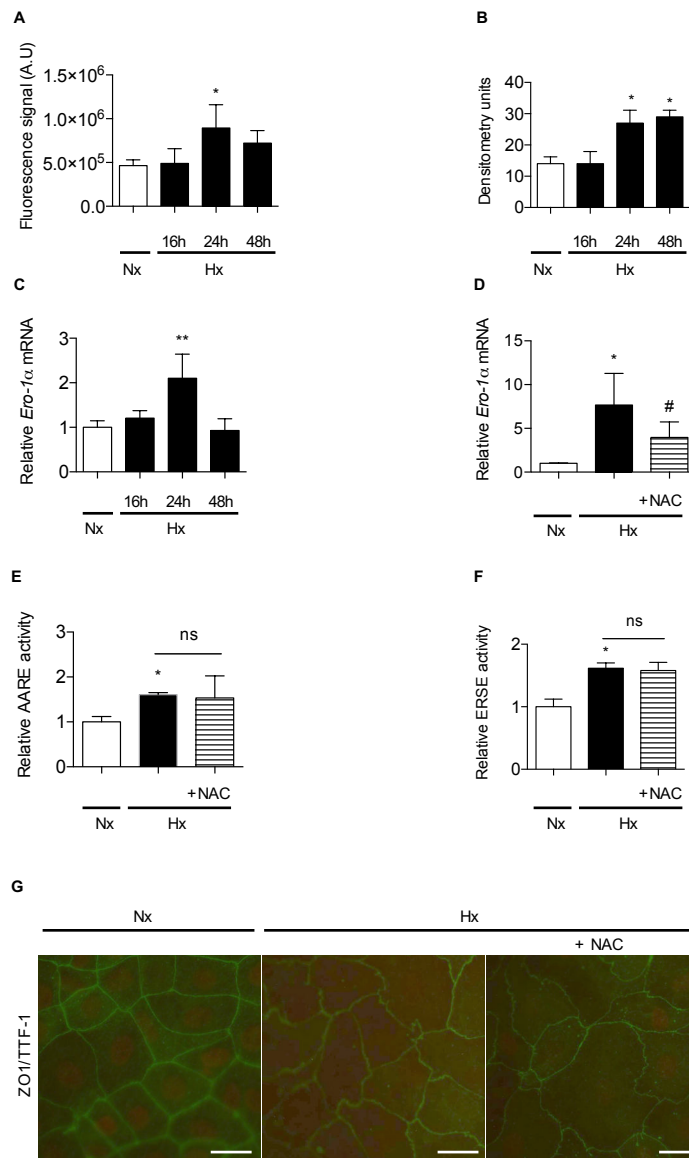 A
Fluorescence signal (A.U)
1.5×10⁶
1.0×10⁶
5.0×10⁵
0.0
*
16h 24h 48h
Nx Hx
B
Densitometry units
40
30
20
10
0
* *
16h 24h 48h
Nx Hx
C
Relative Ero-1α mRNA
3
2
1
0
**
16h 24h 48h
Nx Hx
D
Relative Ero-1α mRNA
15
10
5
0
*
#
+NAC
Nx Hx
E
Relative AARE activity
3
2
1
0
ns
*
+NAC
Nx Hx
F
Relative ERSE activity
2
1
0
ns
*
+NAC
Nx Hx
G
Nx Hx
+ NAC
ZO1/TTF-1